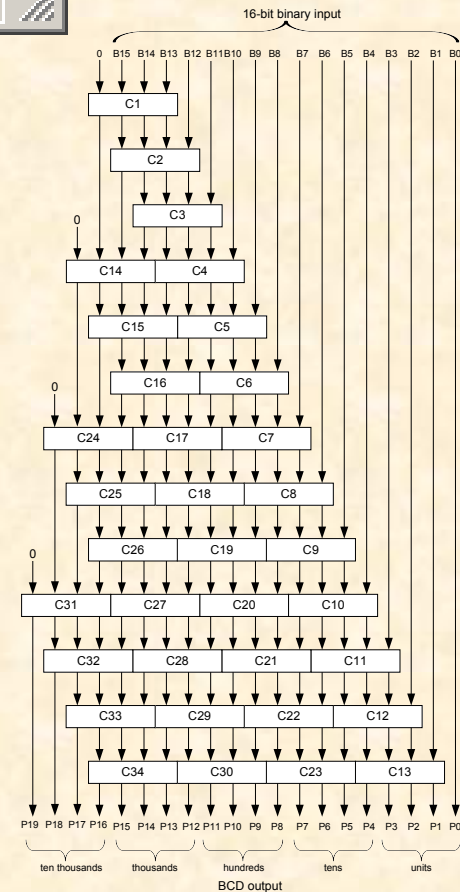 16-bit binary input
0 B15 B14 B13 B12 B11 B10 B9 B8 B7 B6 B5 B4 B3 B2 B1 B0
C1
C2
C3
0
C14 C4
C15 C5
C16 C6
0
C24 C17 C7
C25 C18 C8
C26 C19 C9
0
C31 C27 C20 C10
C32 C28 C21 C11
C33 C29 C22 C12
C34 C30 C23 C13
P19 P18 P17 P16 P15 P14 P13 P12 P11 P10 P9 P8 P7 P6 P5 P4 P3 P2 P1 P0
ten thousands thousands hundreds tens units
BCD output